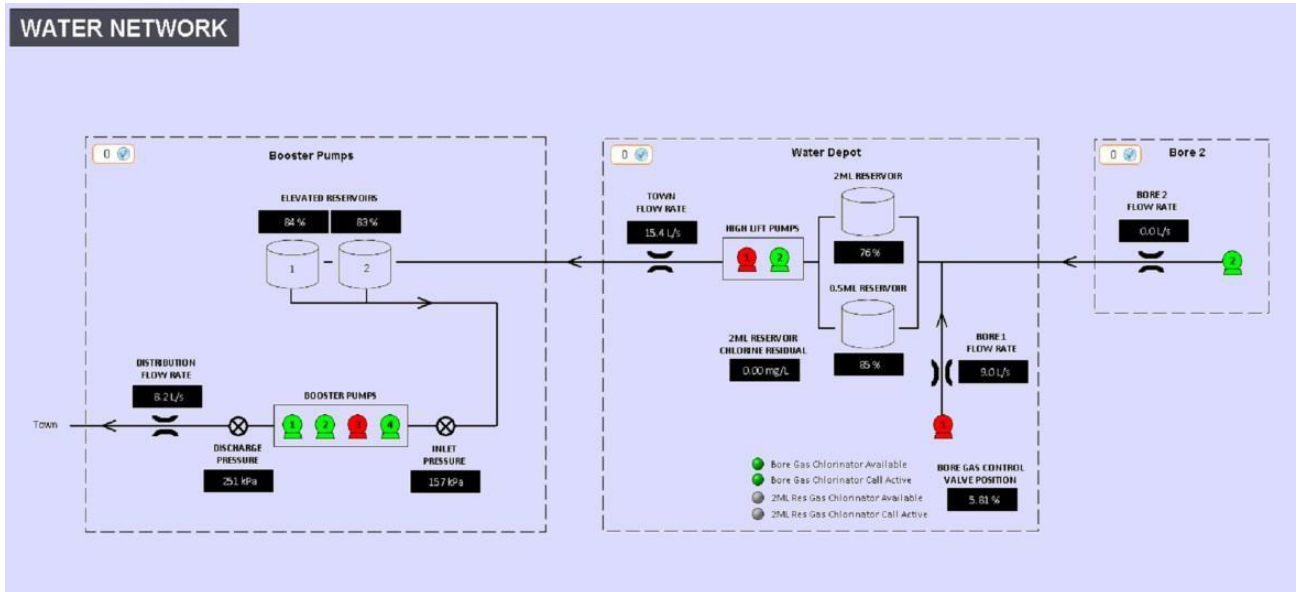 WATER NETWORK
0
Booster Pumps
ELEVATED RESERVOIRS
84 %
83 %
1
2
DISTRIBUTION
FLOW RATE
8.2 L/s
Town
BOOSTER PUMPS
1
2
3
4
DISCHARGE
PRESSURE
251 kPa
INLET
PRESSURE
157 kPa
0
Water Depot
TOWN
FLOW RATE
15.4 L/s
HIGH LIFT PUMPS
1
2
2ML RESERVOIR
76 %
0.5ML RESERVOIR
85 %
2ML RESERVOIR
CHLORINE RESIDUAL
0.00 mg/L
BORE 1
FLOW RATE
9.0 L/s
1
Bore Gas Chlorinator Available
Bore Gas Chlorinator Call Active
2ML Res Gas Chlorinator Available
2ML Res Gas Chlorinator Call Active
BORE GAS CONTROL
VALVE POSITION
5.81 %
0
Bore 2
BORE 2
FLOW RATE
0.0 L/s
2